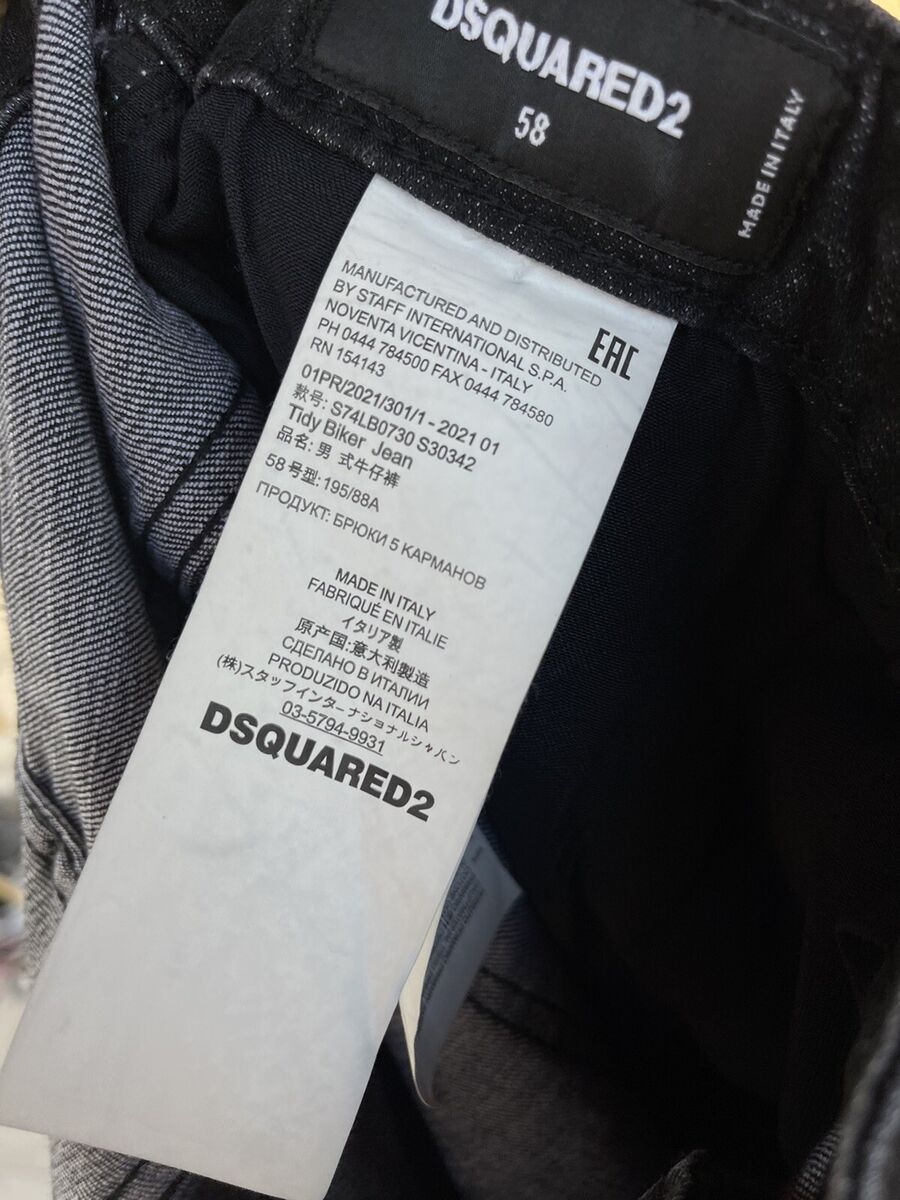 DSQUARED2
58
MADE IN ITALY
MANUFACTURED AND DISTRIBUTED
BY STAFF INTERNATIONAL S.P.A.
NOVENTA VICENTINA - ITALY
PH 0444 784500 FAX 0444 784580
RN 154143
EAC
01PR/2021/301/1 - 2021 01
款号: S74LB0730 S30342
Tidy Biker Jean
品名: 男 式牛仔裤
58号型: 195/88A
ПРОДУКТ: БРЮКИ 5 КАРМАНОВ
MADE IN ITALY
FABRIQUÉ EN ITALIE
イタリア製
原产国:意大利製造
СДЕЛАНО В ИТАЛИИ
PRODUZIDO NA ITALIA
(株)スタッフインターナショナルジャパン
03-5794-9931
DSQUARED2